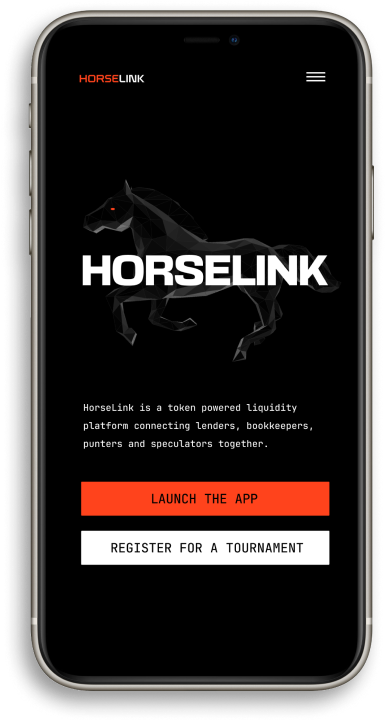 HORSELINK
HORSELINK
HorseLink is a token powered liquidity
platform connecting lenders, bookkeepers,
punters and speculators together.
LAUNCH THE APP
REGISTER FOR A TOURNAMENT